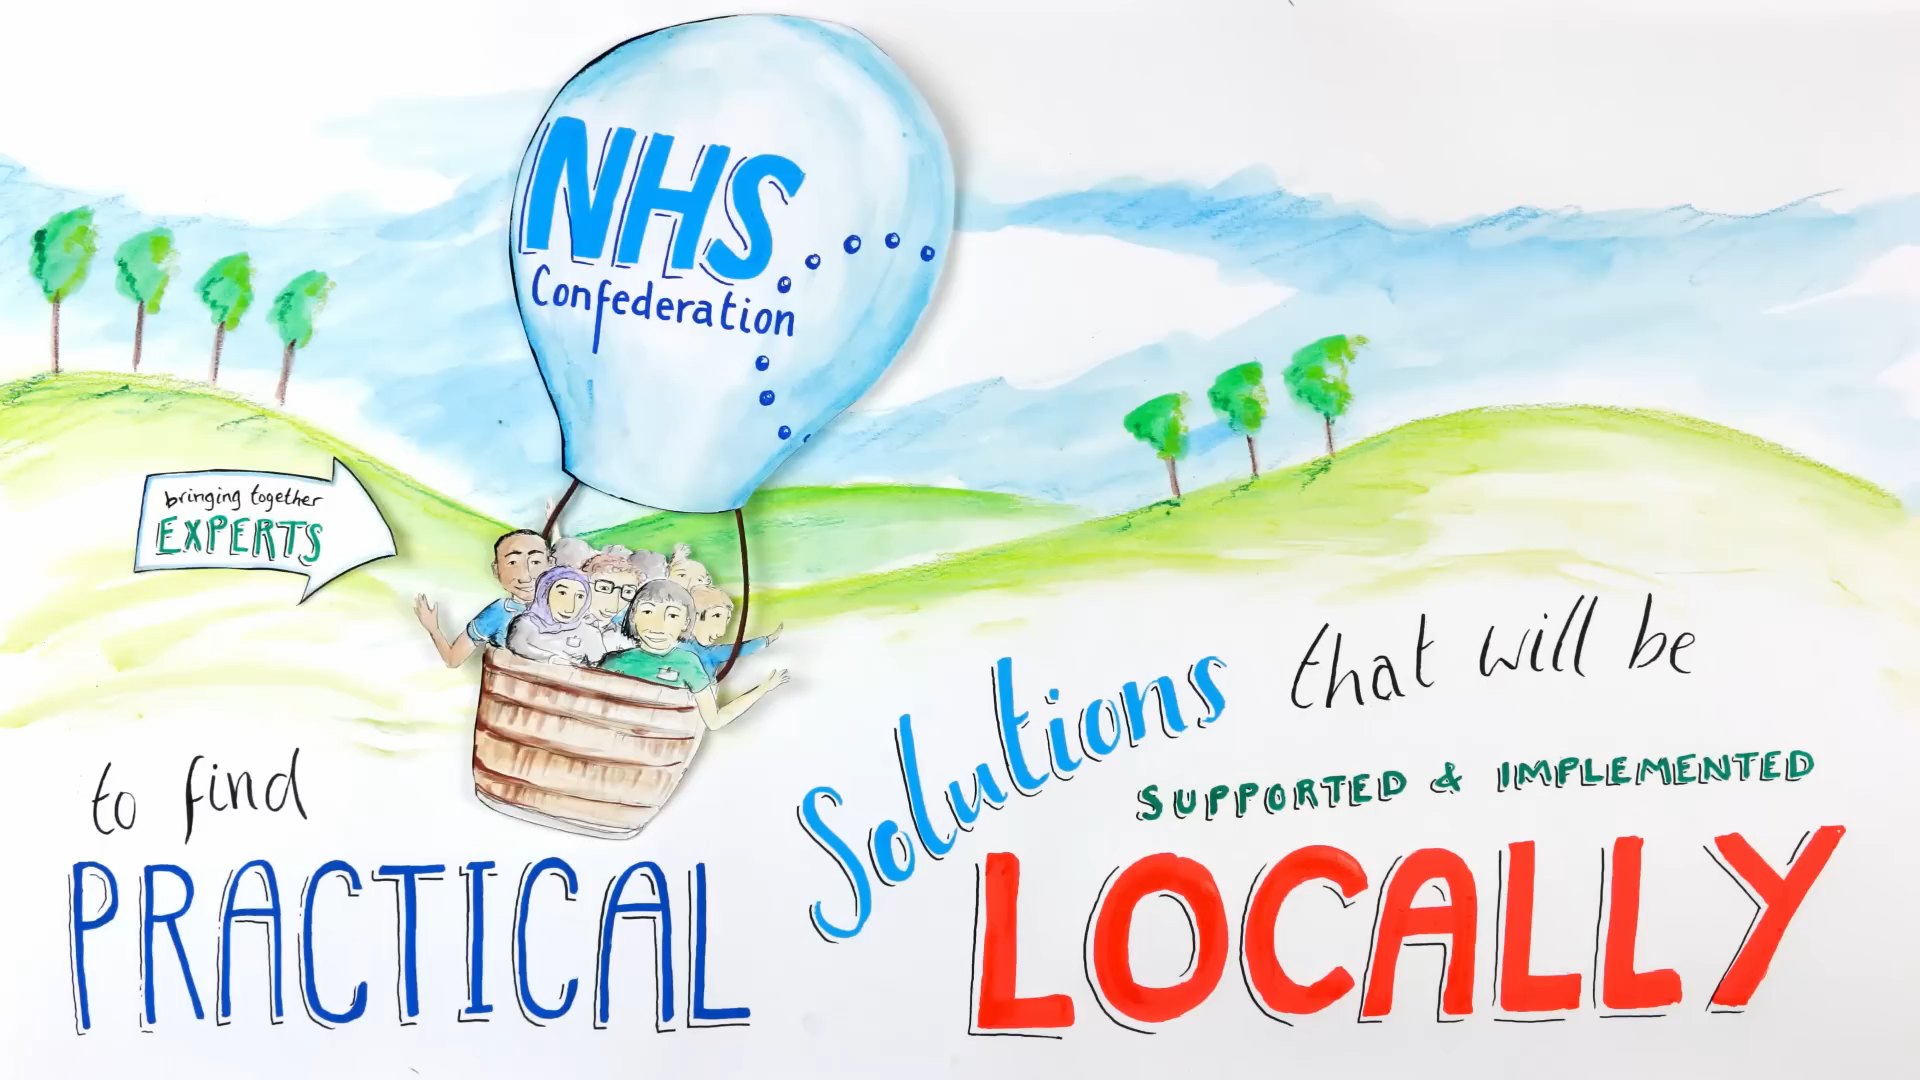 NHS
Confederation
bringing together
EXPERTS
to find
PRACTICAL
Solutions
that will be
SUPPORTED & IMPLEMENTED
LOCALLY